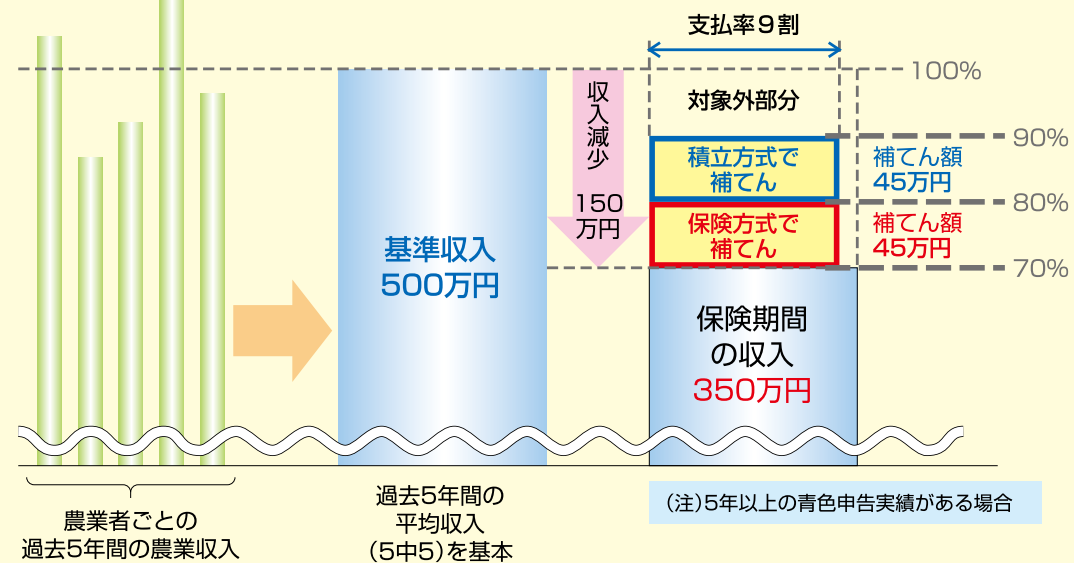 支払率9割
100%
収入減少
150
万円
対象外部分
90%
積立方式で
補てん
補てん額
45万円
80%
保険方式で
補てん
補てん額
45万円
70%
基準収入
500万円
保険期間
の収入
350万円
農業者ごとの
過去5年間の農業収入
過去5年間の
平均収入
（5中5）を基本
（注）5年以上の青色申告実績がある場合